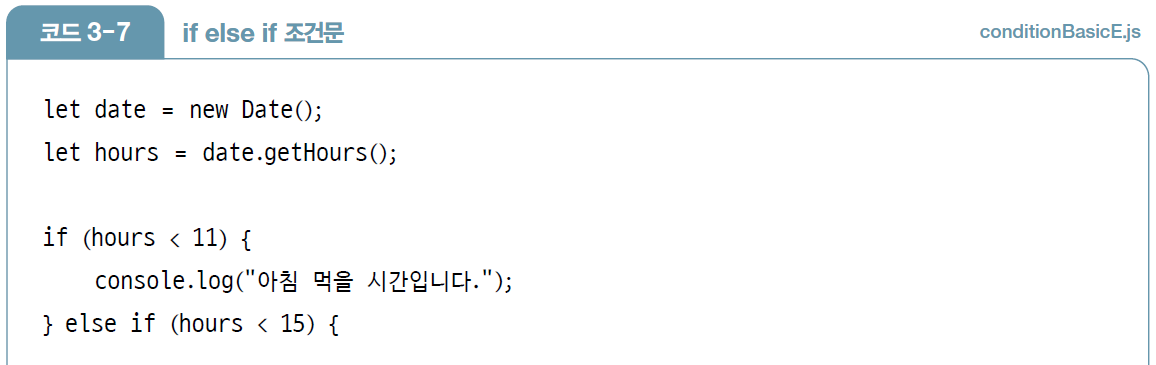 코드 3-7 if else if 조건문 conditionBasicE.js
let date = new Date();
let hours = date.getHours();
if (hours < 11) {
    console.log("아침 먹을 시간입니다.");
} else if (hours < 15) {